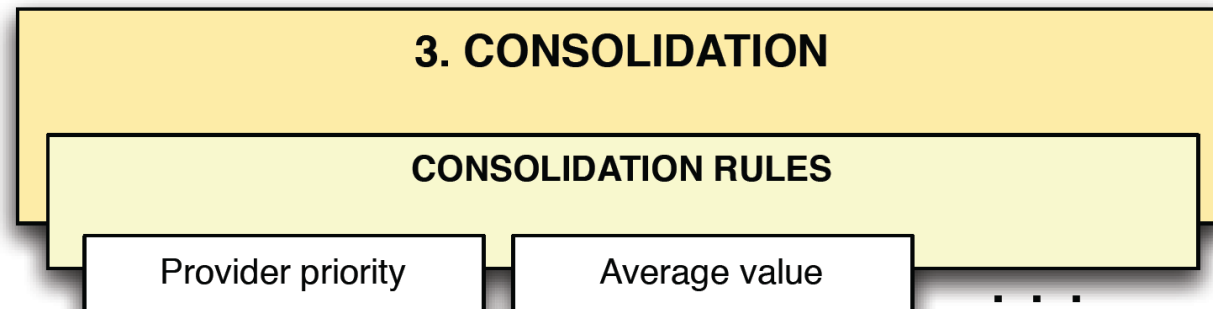 3. CONSOLIDATION
CONSOLIDATION RULES
Provider priority
Average value
...